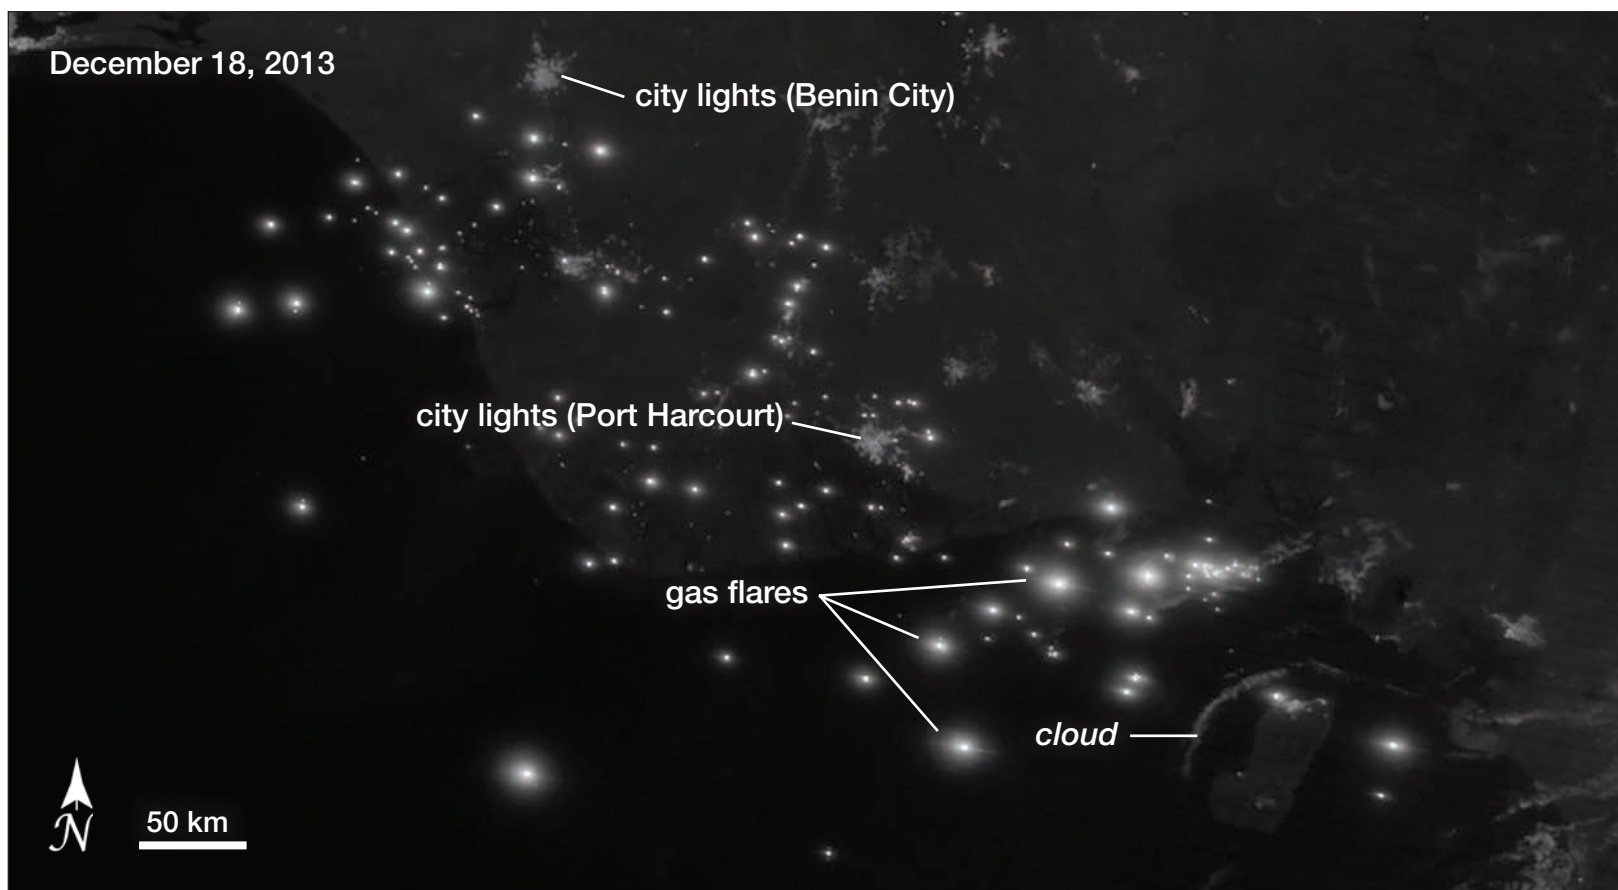 December 18, 2013
city lights (Benin City)
city lights (Port Harcourt)
gas flares
cloud
N
50 km